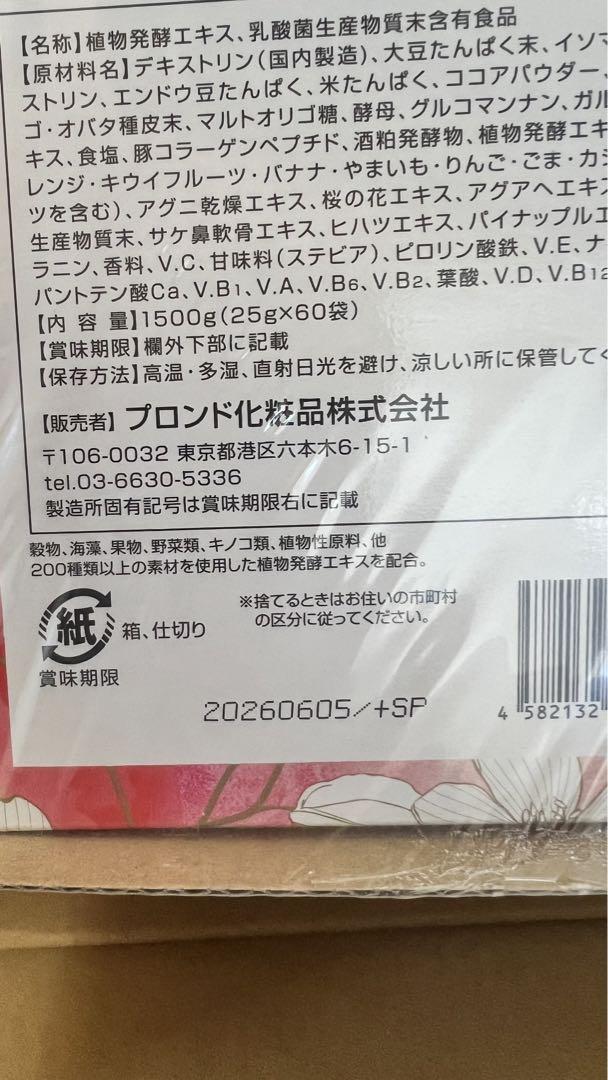 【名称】植物発酵エキス、乳酸菌生産物質末含有食品
【原材料名】デキストリン(国内製造)、大豆たんぱく末、イソマ
ストリン、エンドウ豆たんぱく、米たんぱく、ココアパウダー、
ゴ・オバタ種皮末、マルトオリゴ糖、酵母、グルコマンナン、ガル
キス、食塩、豚コラーゲンペプチド、酒粕発酵物、植物発酵エキ
レンジ・キウイフルーツ・バナナ・やまいも・りんご・ごま・カシ
ツを含む)、アグニ乾燥エキス、桜の花エキス、アグアヘエキス
生産物質末、サケ鼻軟骨エキス、ヒハツエキス、パイナップルエ
ラニン、香料、V.C、甘味料(ステビア)、ピロリン酸鉄、V.E、ナ
パントテン酸Ca、V.B1、V.A、V.B6、V.B2、葉酸、V.D、V.B12
【内 容 量】1500g(25g×60袋)
【賞味期限】欄外下部に記載
【保存方法】高温・多湿、直射日光を避け、涼しい所に保管して
【販売者】プロンド化粧品株式会社
〒106-0032 東京都港区六本木6-15-1
tel.03-6630-5336
製造所固有記号は賞味期限右に記載
穀物、海藻、果物、野菜類、キノコ類、植物性原料、他
200種類以上の素材を使用した植物発酵エキスを配合。
紙 箱、仕切り
※捨てるときはお住いの市町村
の区分に従ってください。
賞味期限
20260605/+SP
4 582132